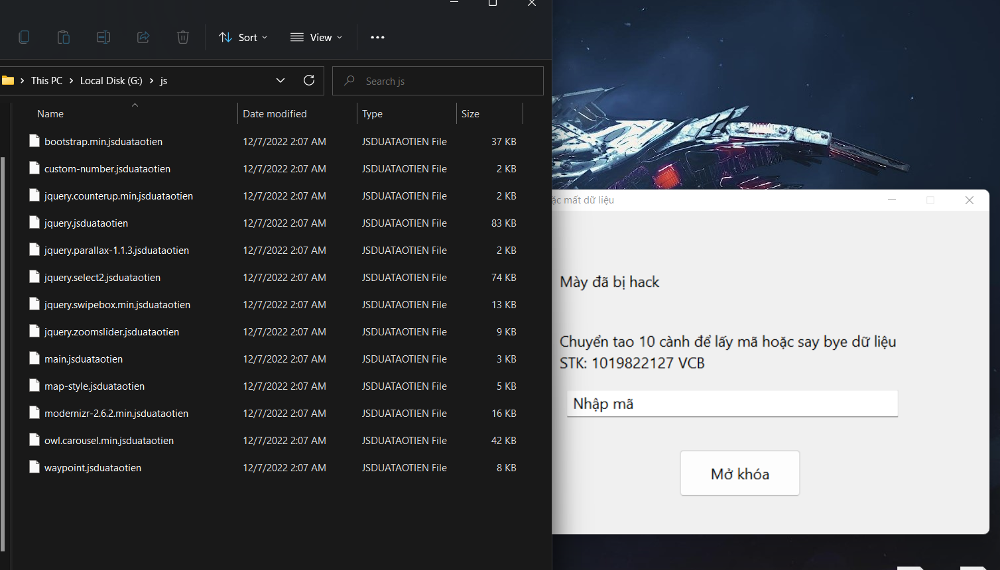 Sort
View
This PC
Local Disk (G:)
js
Search js
Name Date modified Type Size
bootstrap.min.jsduataotien 12/7/2022 2:07 AM JSDUATAOTIEN File 37 KB
custom-number.jsduataotien 12/7/2022 2:07 AM JSDUATAOTIEN File 2 KB
jquery.counterup.min.jsduataotien 12/7/2022 2:07 AM JSDUATAOTIEN File 2 KB
jquery.jsduataotien 12/7/2022 2:07 AM JSDUATAOTIEN File 83 KB
jquery.parallax-1.1.3.jsduataotien 12/7/2022 2:07 AM JSDUATAOTIEN File 2 KB
jquery.select2.jsduataotien 12/7/2022 2:07 AM JSDUATAOTIEN File 74 KB
jquery.swipebox.min.jsduataotien 12/7/2022 2:07 AM JSDUATAOTIEN File 13 KB
jquery.zoomslider.jsduataotien 12/7/2022 2:07 AM JSDUATAOTIEN File 9 KB
main.jsduataotien 12/7/2022 2:07 AM JSDUATAOTIEN File 3 KB
map-style.jsduataotien 12/7/2022 2:07 AM JSDUATAOTIEN File 5 KB
modernizr-2.6.2.min.jsduataotien 12/7/2022 2:07 AM JSDUATAOTIEN File 16 KB
owl.carousel.min.jsduataotien 12/7/2022 2:07 AM JSDUATAOTIEN File 42 KB
waypoint.jsduataotien 12/7/2022 2:07 AM JSDUATAOTIEN File 8 KB
mất dữ liệu
Mày đã bị hack
Chuyển tao 10 cành để lấy mã hoặc say bye dữ liệu
STK: 1019822127 VCB
Nhập mã
Mở khóa